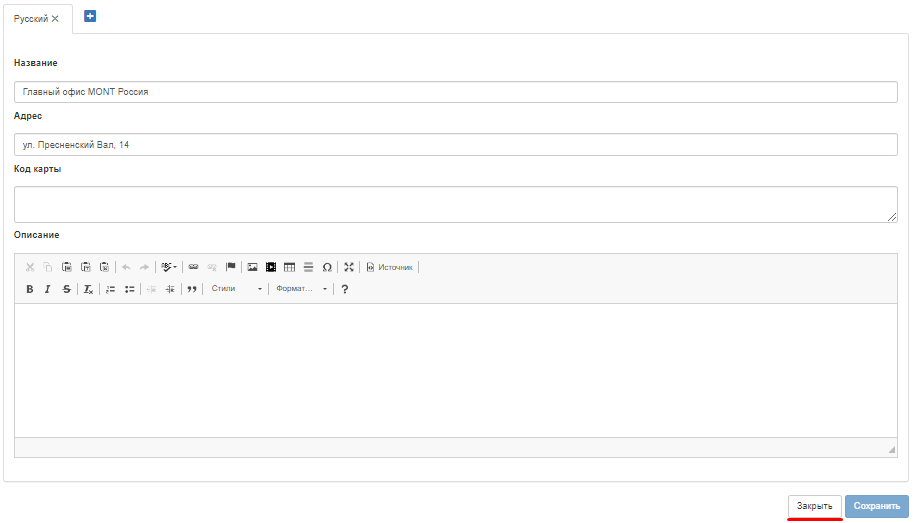 Русский
Название
Главный офис MONT Россия
Адрес
ул. Пресненский Вал, 14
Код карты
Описание
Источник
B I S Стили Формат... ?
Закрыть Сохранить